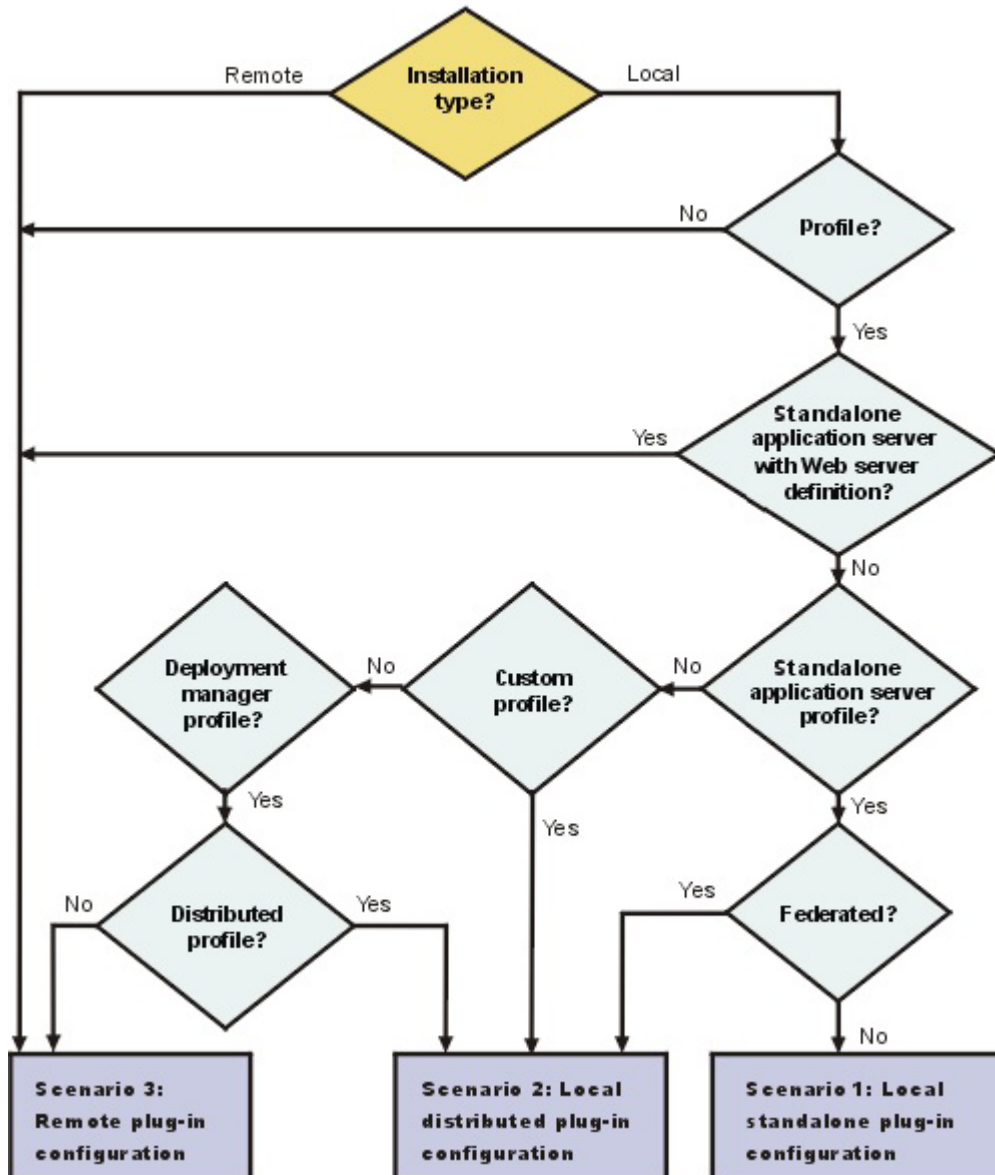 Remote
Installation
type?
Local
No
Profile?
Yes
Standalone
application server
with Web server
definition?
Yes
No
Deployment
manager
profile?
No
Custom
profile?
No
Standalone
application server
profile?
Yes
Yes
Yes
No
Distributed
profile?
Yes
Yes
Federated?
No
Scenario 3:
Remote plug-in
configuration
Scenario 2: Local
distributed plug-in
configuration
Scenario 1: Local
standalone plug-in
configuration